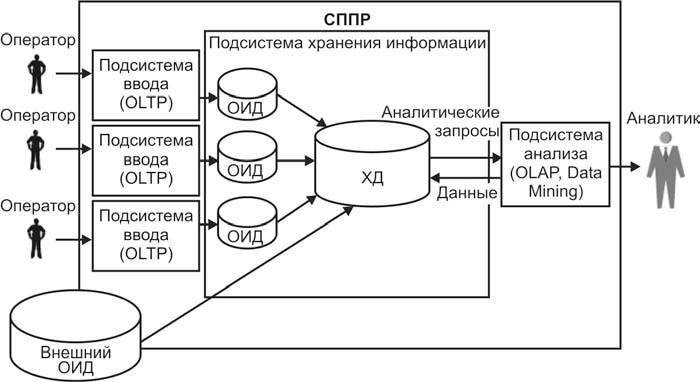 СППР
Подсистема хранения информации
Оператор
Подсистема
ввода
(OLTP)
ОИД
Оператор
Подсистема
ввода
(OLTP)
ОИД
Оператор
Подсистема
ввода
(OLTP)
ОИД
ХД
Аналитические
запросы
Данные
Подсистема
анализа
(OLAP, Data
Mining)
Аналитик
Внешний
ОИД